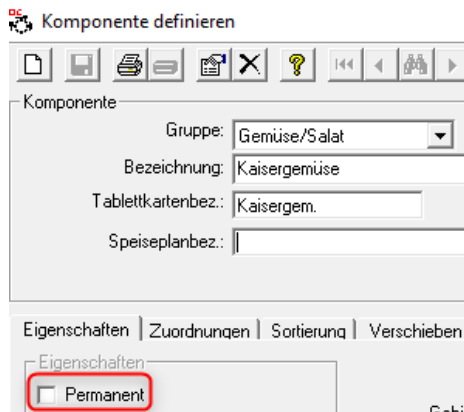 Komponente definieren
Komponente
Gruppe: Gemüse/Salat
Bezeichnung: Kaisergemüse
Tablettkartenbez.: Kaisergem.
Speiseplanbez.:
Eigenschaften Zuordnungen Sortierung Verschieben
Eigenschaften
Permanent